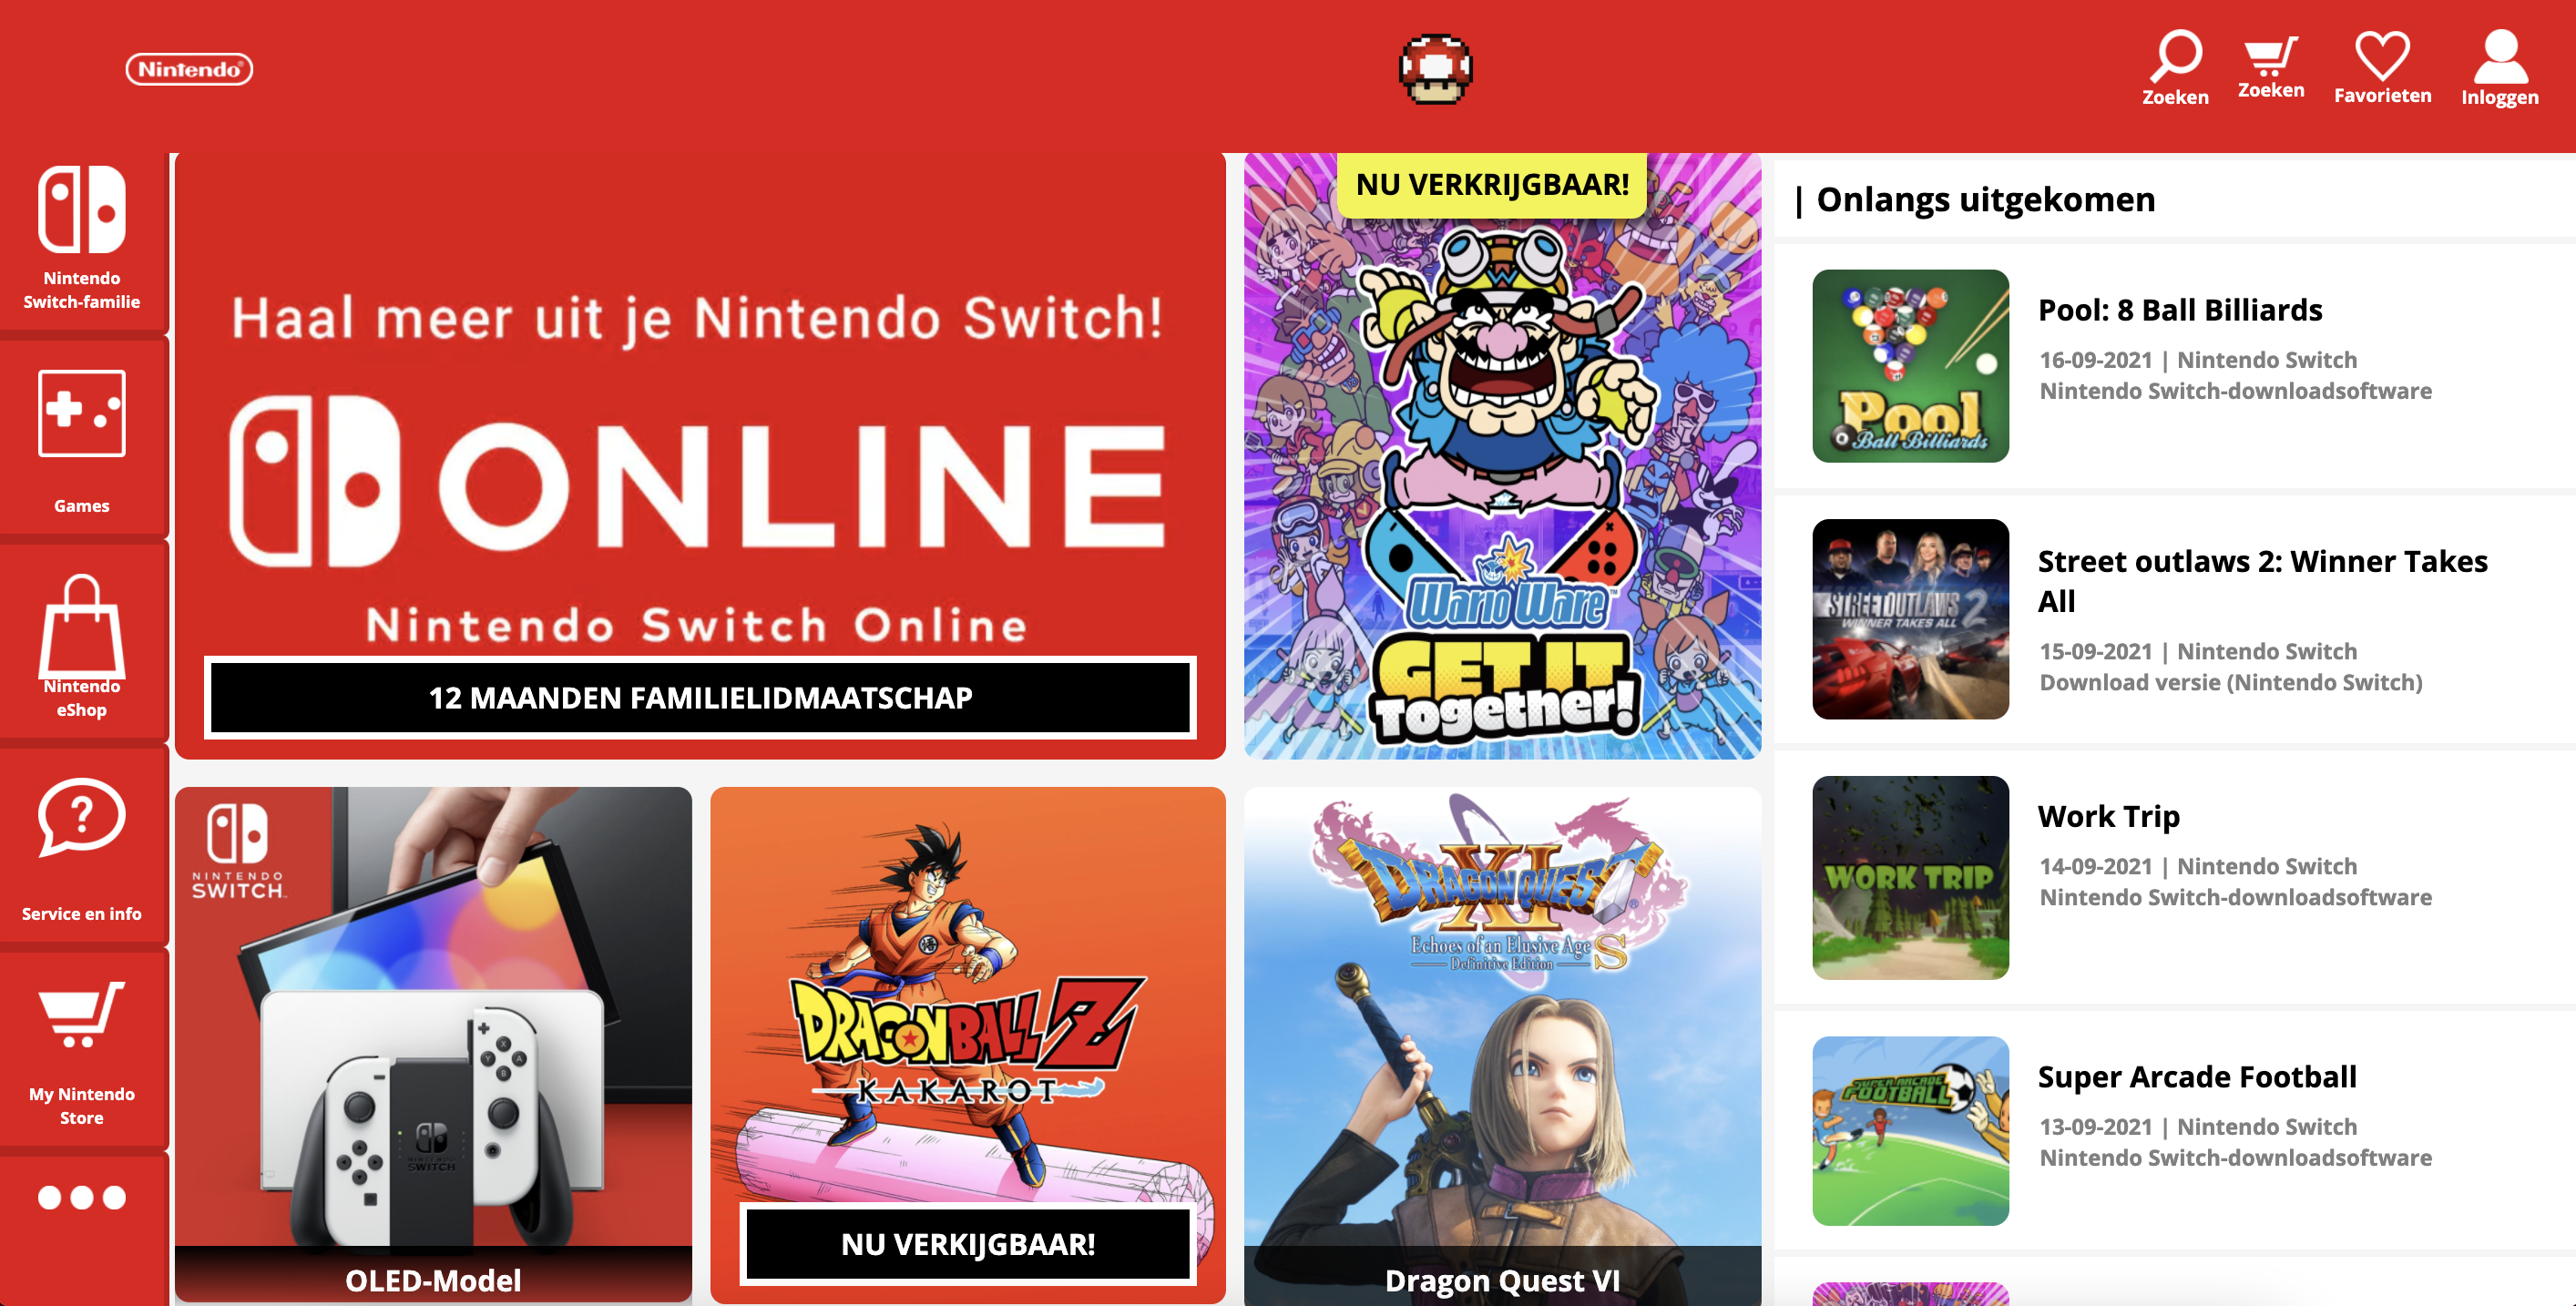 Nintendo®
Zoeken
Zoeken
Favorieten
Inloggen
Nintendo
Switch-familie
Games
Nintendo
eShop
Service en info
My Nintendo
Store
Haal meer uit je Nintendo Switch!
ONLINE
Nintendo Switch Online
12 MAANDEN FAMILIELIDMAATSCHAP
NU VERKRIJGBAAR!
Wario Ware™
GET IT
Together!
NINTENDO
SWITCH™
NINTENDO
SWITCH
OLED-Model
DRAGONBALL Z
KAKAROT
NU VERKIJGBAAR!
DRAGON QUEST®
XI
Echoes of an Elusive Age S
Definitive Edition
Dragon Quest VI
| Onlangs uitgekomen
Pool
8 Ball Billiards
Pool: 8 Ball Billiards
16-09-2021 | Nintendo Switch
Nintendo Switch-downloadsoftware
STREET OUTLAWS 2
WINNER TAKES ALL
Street outlaws 2: Winner Takes
All
15-09-2021 | Nintendo Switch
Download versie (Nintendo Switch)
WORK TRIP
Work Trip
14-09-2021 | Nintendo Switch
Nintendo Switch-downloadsoftware
SUPER ARCADE
FOOTBALL
Super Arcade Football
13-09-2021 | Nintendo Switch
Nintendo Switch-downloadsoftware